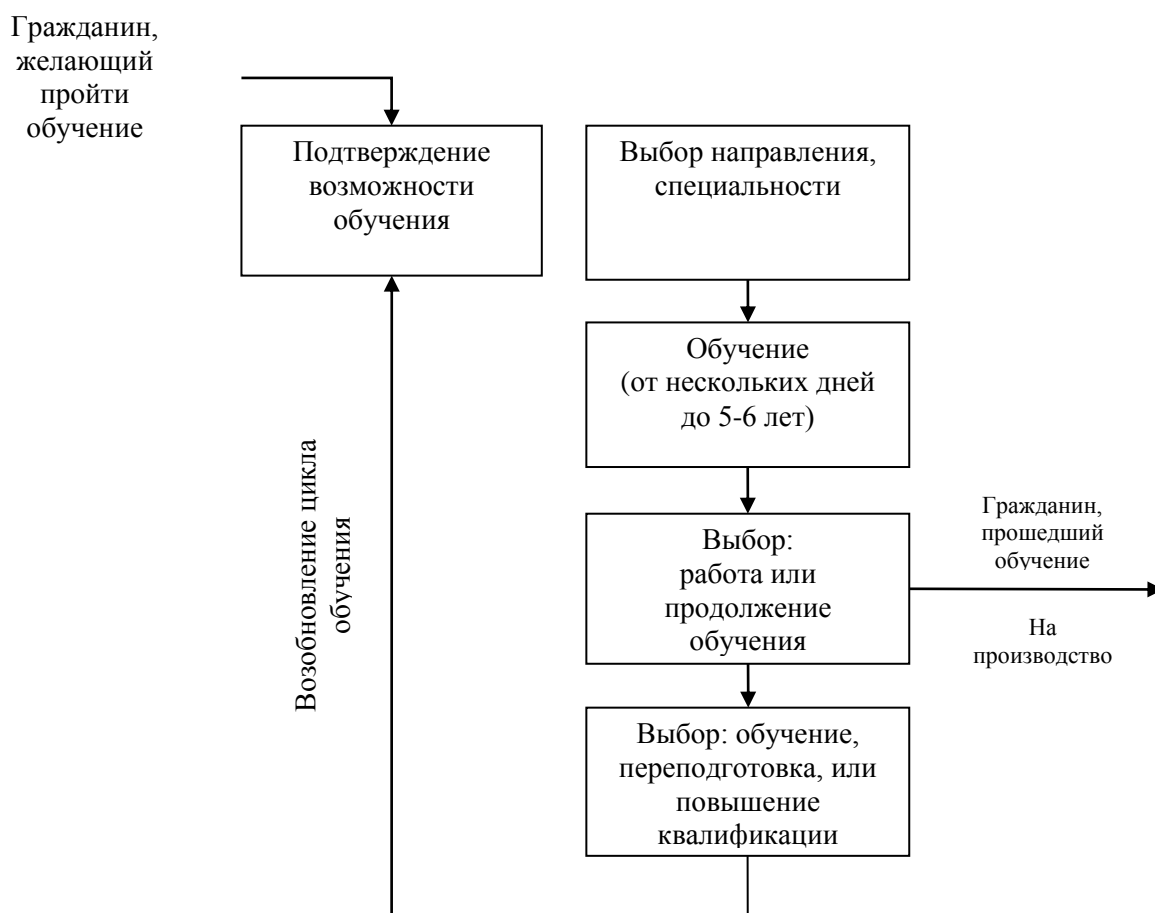 Гражданин,
желающий
пройти
обучение
Подтверждение
возможности
обучения
Выбор направления,
специальности
Обучение
(от нескольких дней
до 5-6 лет)
Возобновление цикла
обучения
Выбор:
работа или
продолжение
обучения
Гражданин,
прошедший
обучение
На
производство
Выбор: обучение,
переподготовка, или
повышение
квалификации